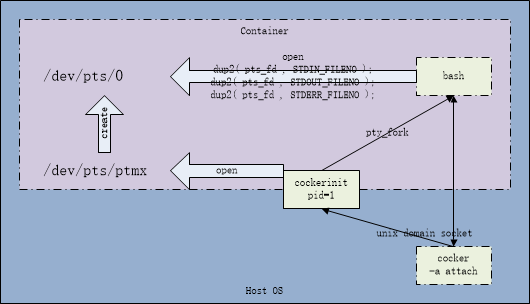 Container
open
dup2( pts_fd , STDIN_FILENO );
dup2( pts_fd , STDOUT_FILENO );
dup2( pts_fd , STDERR_FILENO );
/dev/pts/0
bash
create
pty_fork
/dev/pts/ptmx
open
cockerinit
pid=1
unix domain socket
cocker
-a attach
Host OS